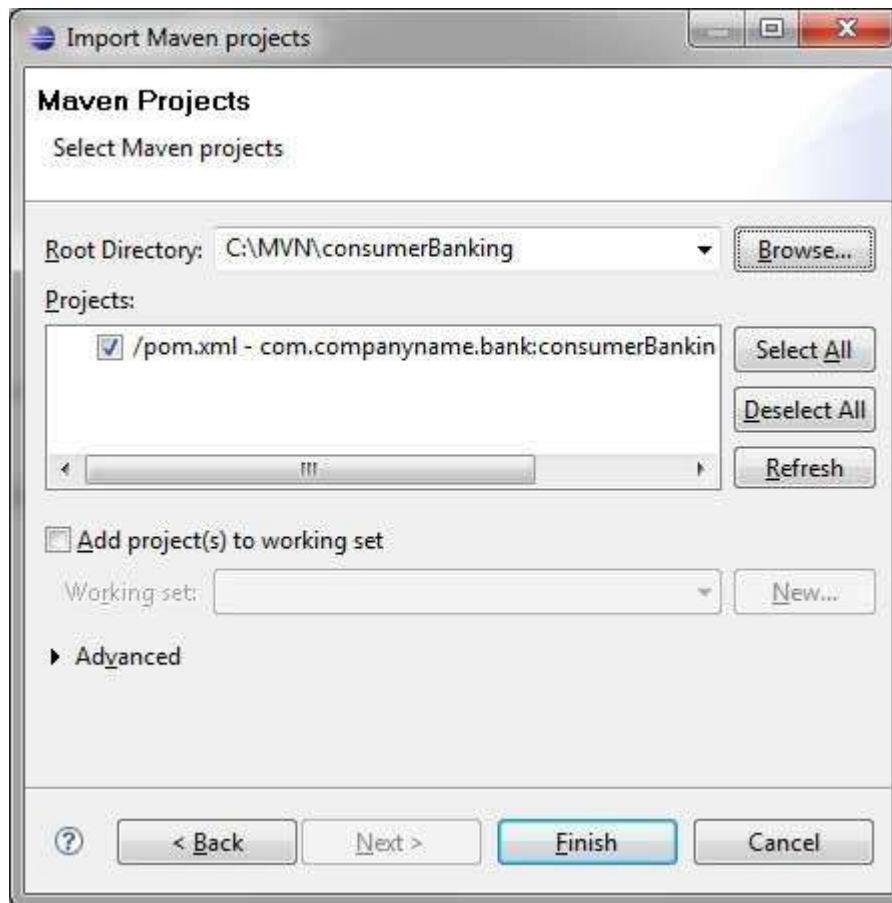 Import Maven projects
Maven Projects
Select Maven projects
Root Directory: C:\MVN\consumerBanking Browse...
Projects:
/pom.xml - com.companyname.bank:consumerBankin Select All
Deselect All
Refresh
Add project(s) to working set
Working set: New...
Advanced
? < Back Next > Finish Cancel